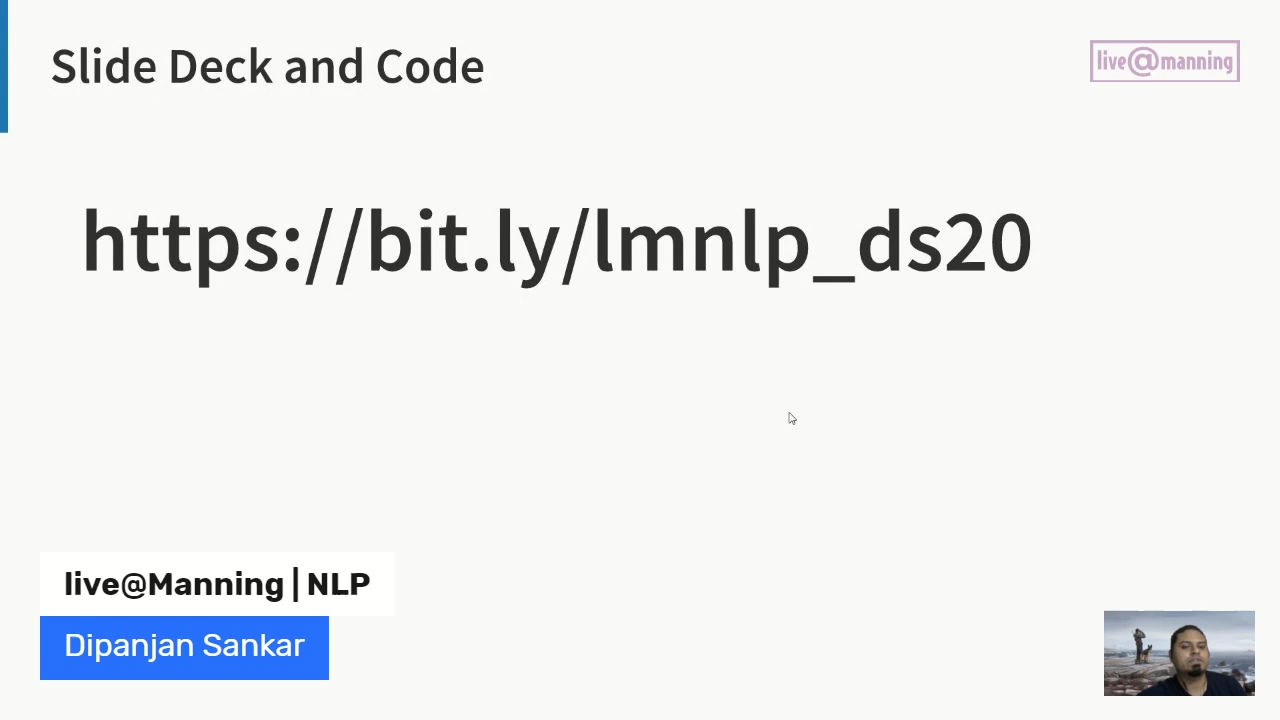 Slide Deck and Code
live@manning
https://bit.ly/lmnlp_ds20
live@Manning | NLP
Dipanjan Sankar